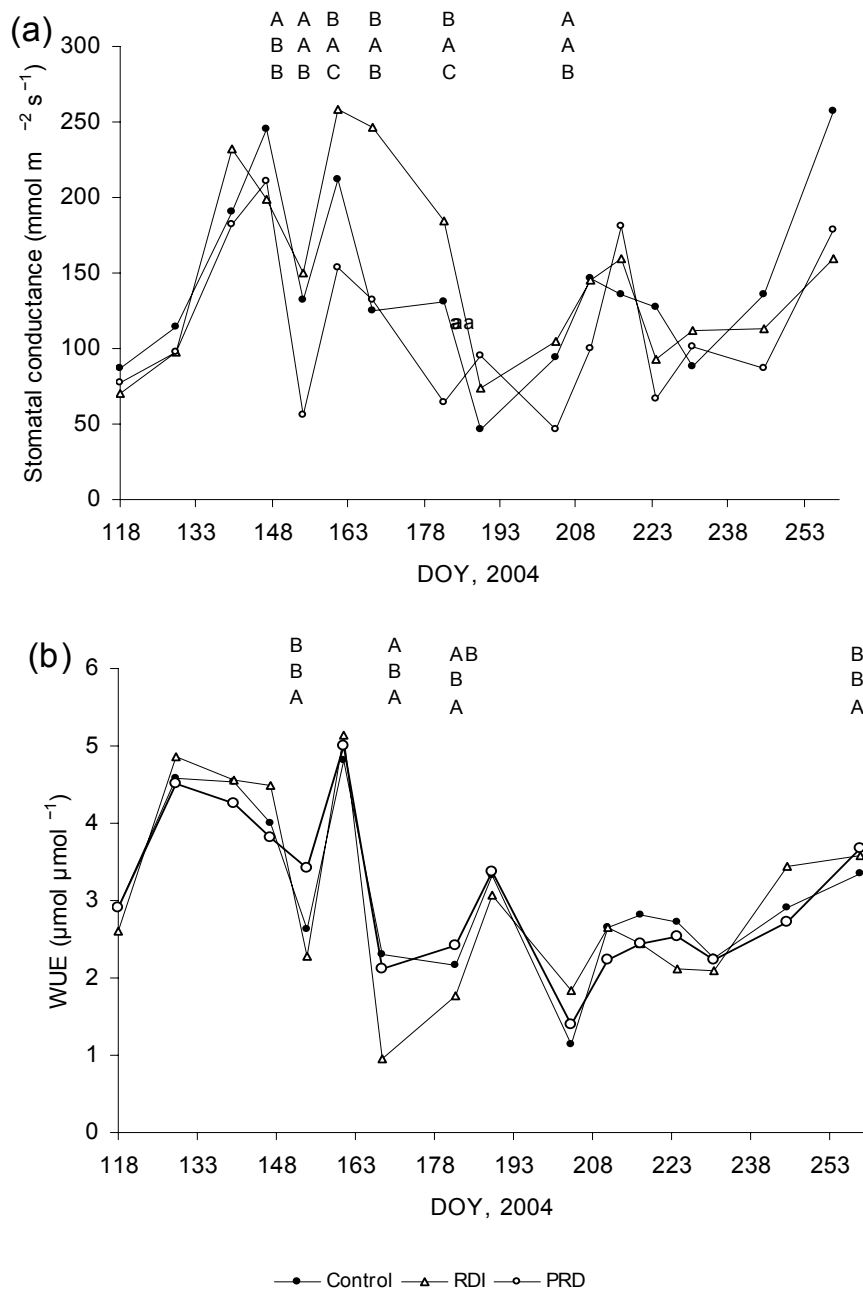 (a)
A A B B B A
B A A A A A
B B C B C B
300
250
200
150
100
50
0
Stomatal conductance (mmol m −2 s−1)
aa
118 133 148 163 178 193 208 223 238 253
DOY, 2004
(b)
B A AB B
B B B B
A A A A
6
5
4
3
2
1
0
WUE (µmol µmol −1)
118 133 148 163 178 193 208 223 238 253
DOY, 2004
Control RDI PRD